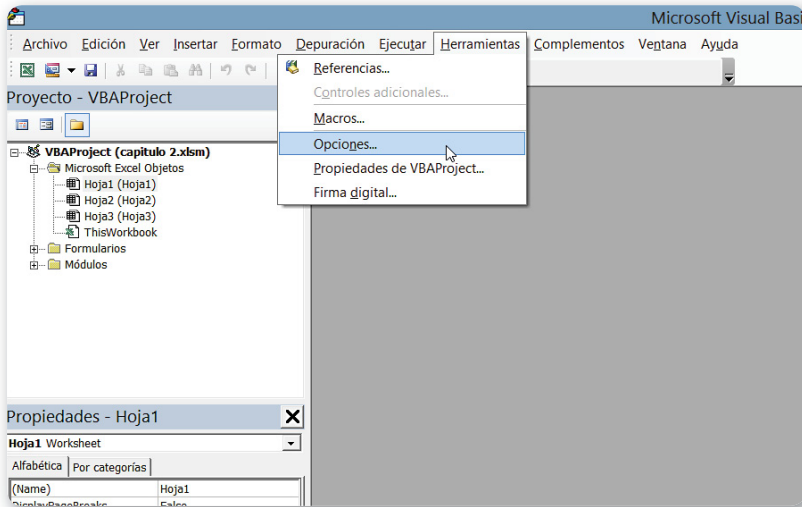 Microsoft Visual Basi
Archivo Edición Ver Insertar Formato Depuración Ejecutar Herramientas Complementos Ventana Ayuda
Referencias...
Controles adicionales...
Macros...
Opciones...
Propiedades de VBAProject...
Firma digital...
Proyecto - VBAProject
VBAProject (capitulo 2.xlsm)
Microsoft Excel Objetos
Hoja1 (Hoja1)
Hoja2 (Hoja2)
Hoja3 (Hoja3)
ThisWorkbook
Formularios
Módulos
Propiedades - Hoja1
Hoja1 Worksheet
Alfabética Por categorías
(Name) Hoja1
DisplayPageBreaks False